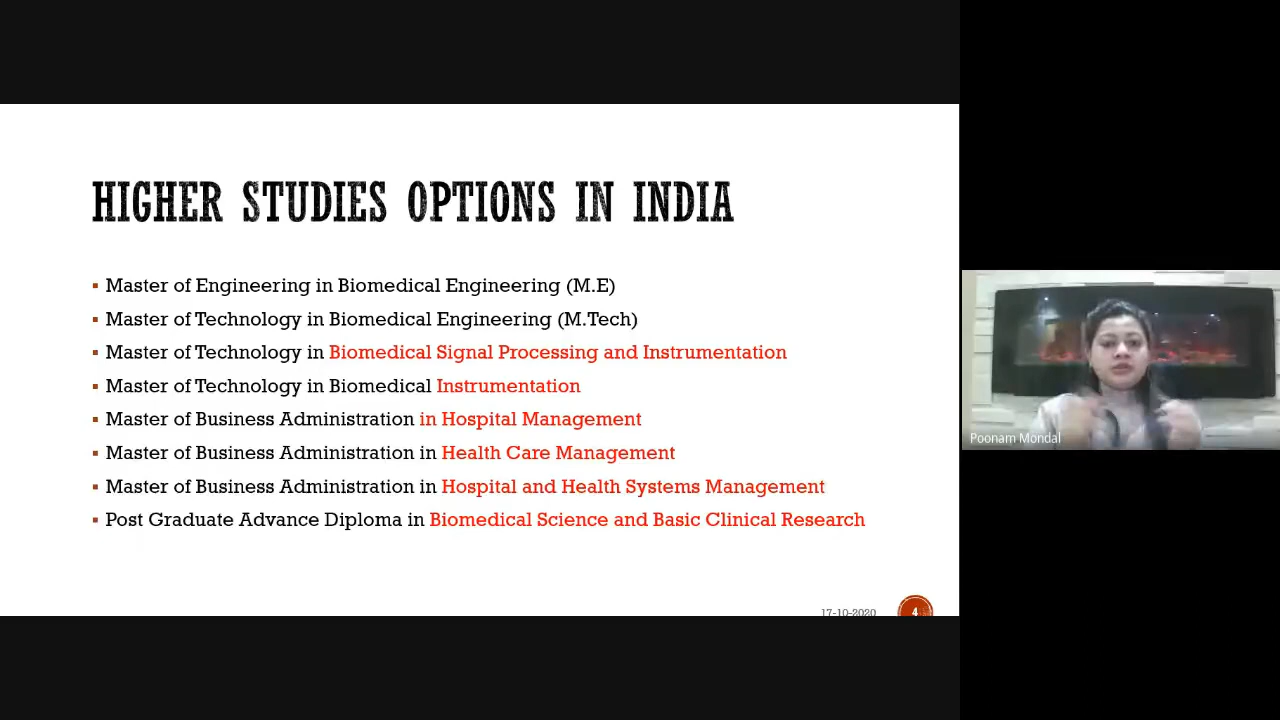 HIGHER STUDIES OPTIONS IN INDIA
▪ Master of Engineering in Biomedical Engineering (M.E)
▪ Master of Technology in Biomedical Engineering (M.Tech)
▪ Master of Technology in Biomedical Signal Processing and Instrumentation
▪ Master of Technology in Biomedical Instrumentation
▪ Master of Business Administration in Hospital Management
▪ Master of Business Administration in Health Care Management
▪ Master of Business Administration in Hospital and Health Systems Management
▪ Post Graduate Advance Diploma in Biomedical Science and Basic Clinical Research
17-10-2020
4
Poonam Mondal